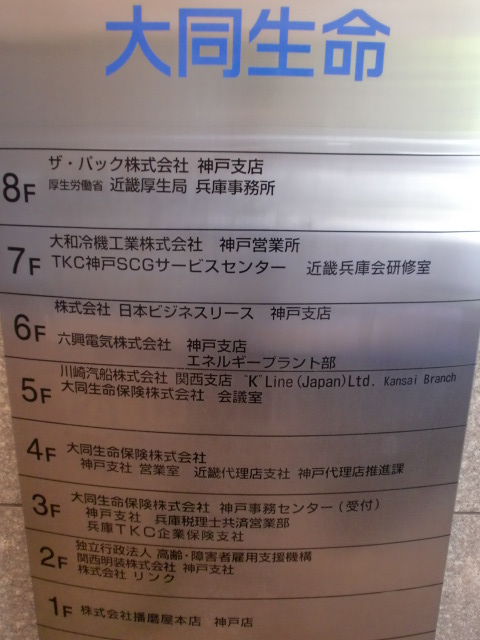 大同生命
8F ザ・パック株式会社 神戸支店
厚生労働省 近畿厚生局 兵庫事務所
7F 大和冷機工業株式会社 神戸営業所
TKC神戸SCGサービスセンター 近畿兵庫会研修室
6F 株式会社 日本ビジネスリース 神戸支店
六興電気株式会社 神戸支店
エネルギープラント部
5F 川崎汽船株式会社 関西支店 "K"Line(Japan)Ltd. Kansai Branch
大同生命保険株式会社 会議室
4F 大同生命保険株式会社
神戸支社 営業室 近畿代理店支社 神戸代理店推進課
3F 大同生命保険株式会社 神戸事務センター(受付)
神戸支社 兵庫税理士共済営業部
兵庫TKC企業保険支社
2F 独立行政法人 高齢・障害者雇用支援機構
関西明装株式会社 神戸支社
株式会社 リンク
1F 株式会社播磨屋本店 神戸店